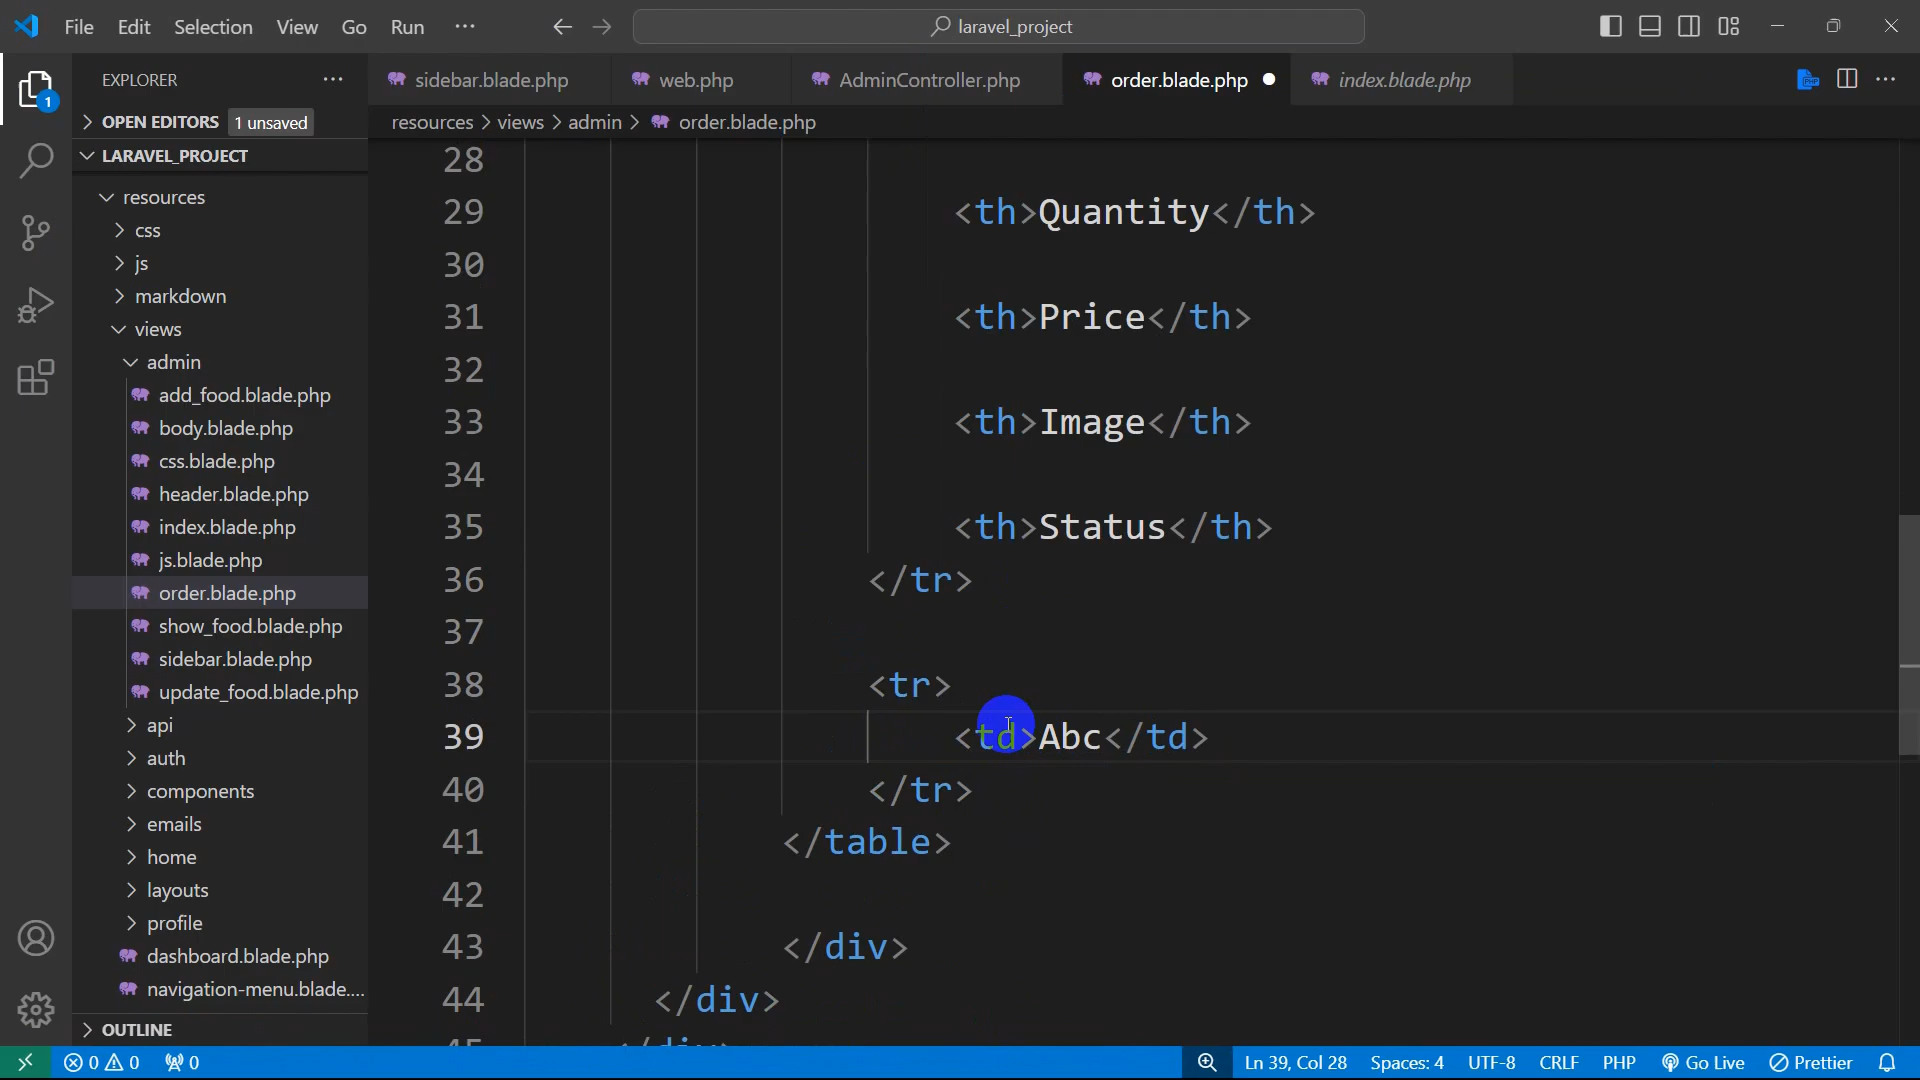 File Edit Selection View Go Run ··· laravel_project
EXPLORER ···
sidebar.blade.php web.php AdminController.php order.blade.php index.blade.php ···
OPEN EDITORS 1 unsaved
resources > views > admin > order.blade.php
LARAVEL_PROJECT
1
resources
css
js
markdown
views
admin
add_food.blade.php
body.blade.php
css.blade.php
header.blade.php
index.blade.php
js.blade.php
order.blade.php
show_food.blade.php
sidebar.blade.php
update_food.blade.php
api
auth
components
emails
home
layouts
profile
dashboard.blade.php
navigation-menu.blade....
OUTLINE
28
29 <th>Quantity</th>
30
31 <th>Price</th>
32
33 <th>Image</th>
34
35 <th>Status</th>
36 </tr>
37
38 <tr>
39 <td>Abc</td>
40 </tr>
41 </table>
42
43 </div>
44 </div>
45 </div>
0 0 0 Ln 39, Col 28 Spaces: 4 UTF-8 CRLF PHP Go Live Prettier